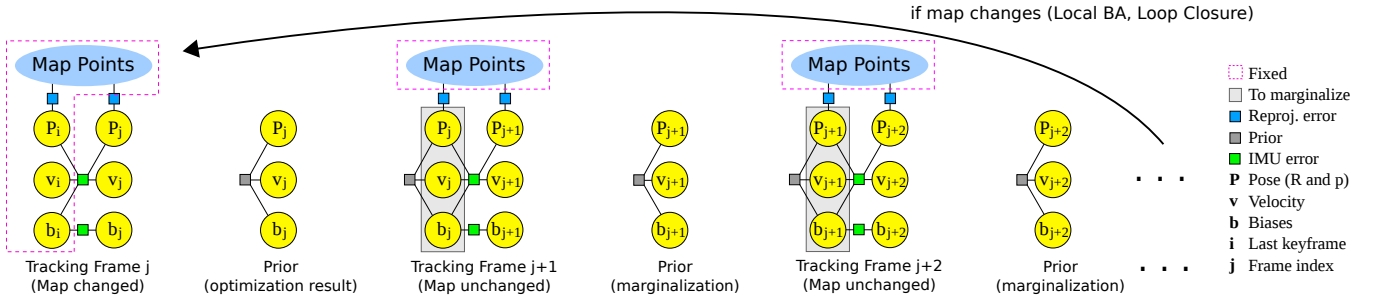 if map changes (Local BA, Loop Closure)
Map Points
Map Points
Map Points
Pi Pj
vi vj
bi bj
Pj
vj
bj
Pj Pj+1
vj vj+1
bj bj+1
Pj+1
vj+1
bj+1
Pj+1 Pj+2
vj+1 vj+2
bj+1 bj+2
Pj+2
vj+2
bj+2
. . .
Tracking Frame j
(Map changed)
Prior
(optimization result)
Tracking Frame j+1
(Map unchanged)
Prior
(marginalization)
Tracking Frame j+2
(Map unchanged)
Prior
(marginalization)
. . .
Fixed
To marginalize
Reproj. error
Prior
IMU error
P Pose (R and p)
v Velocity
b Biases
i Last keyframe
j Frame index